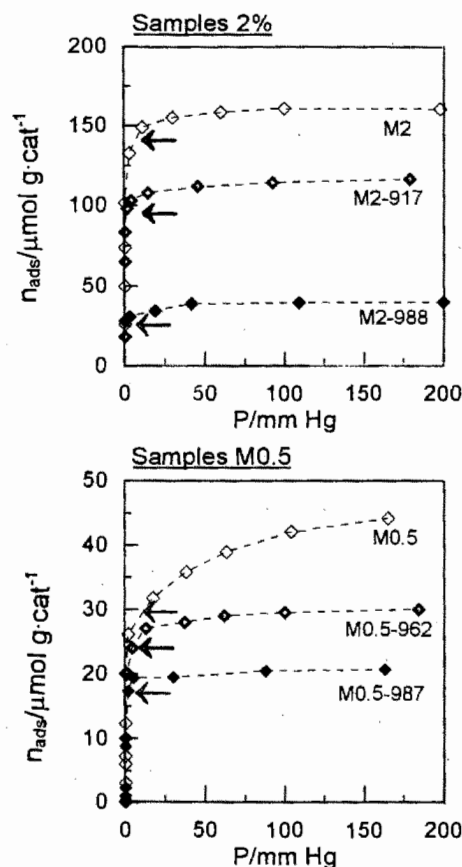 Samples 2%
200
150
100
50
0
n_ads/μmol g·cat⁻¹
M2
M2-917
M2-988
0 50 100 150 200
P/mm Hg
Samples M0.5
50
40
30
20
10
0
n_ads/μmol g·cat⁻¹
M0.5
M0.5-962
M0.5-987
0 50 100 150 200
P/mm Hg